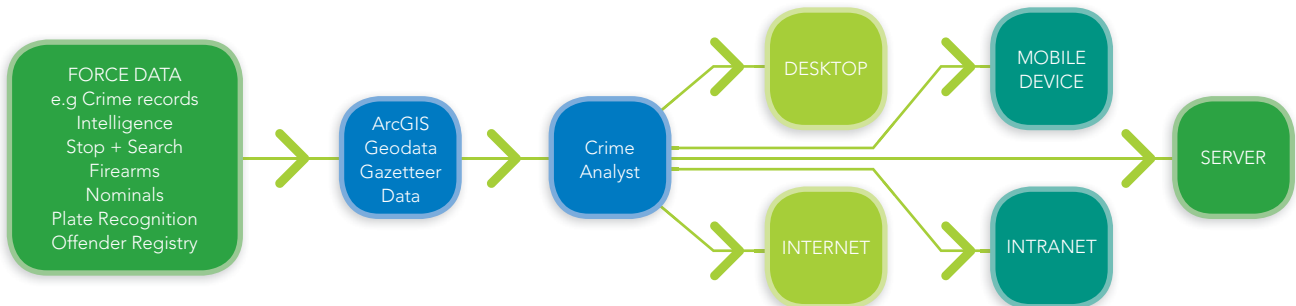 FORCE DATA
e.g Crime records
Intelligence
Stop + Search
Firearms
Nominals
Plate Recognition
Offender Registry
ArcGIS
Geodata
Gazetteer
Data
Crime
Analyst
DESKTOP
MOBILE
DEVICE
SERVER
INTERNET
INTRANET